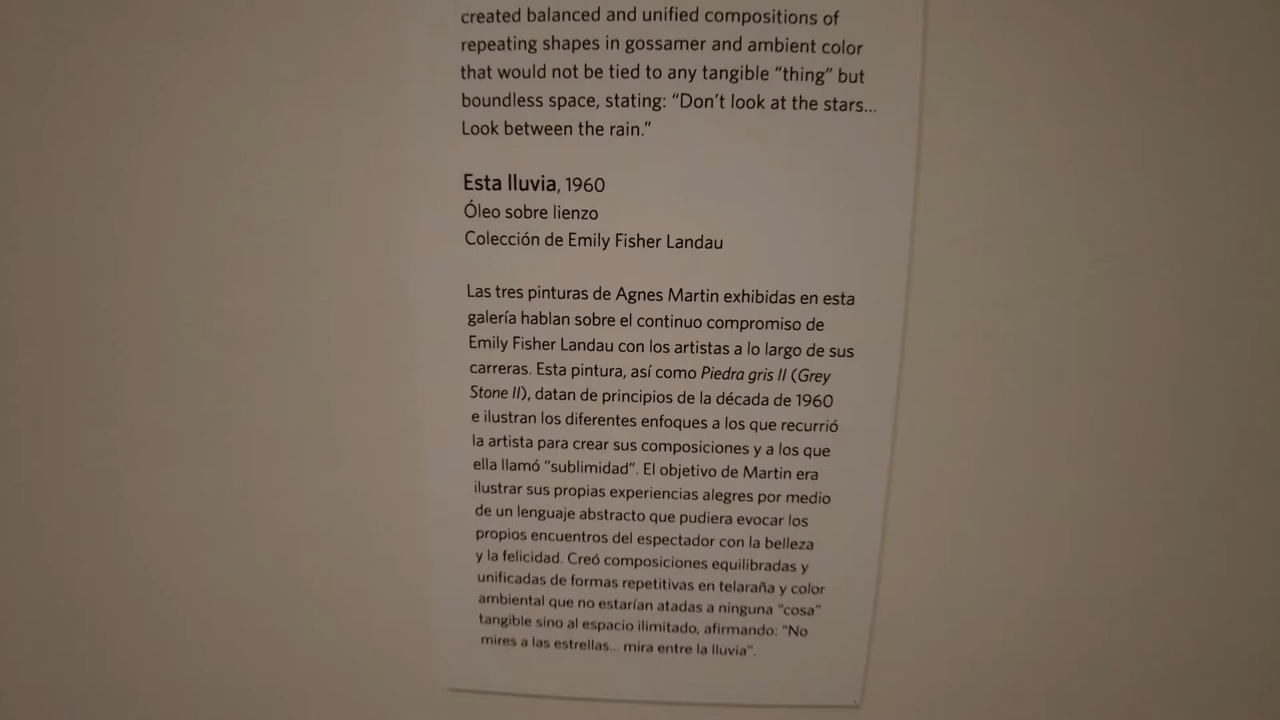 created balanced and unified compositions of
repeating shapes in gossamer and ambient color
that would not be tied to any tangible “thing” but
boundless space, stating: “Don’t look at the stars...
Look between the rain.”
Esta lluvia, 1960
Óleo sobre lienzo
Colección de Emily Fisher Landau
Las tres pinturas de Agnes Martin exhibidas en esta
galería hablan sobre el continuo compromiso de
Emily Fisher Landau con los artistas a lo largo de sus
carreras. Esta pintura, así como Piedra gris II (Grey
Stone II), datan de principios de la década de 1960
e ilustran los diferentes enfoques a los que recurrió
la artista para crear sus composiciones y a los que
ella llamó “sublimidad”. El objetivo de Martin era
ilustrar sus propias experiencias alegres por medio
de un lenguaje abstracto que pudiera evocar los
propios encuentros del espectador con la belleza
y la felicidad. Creó composiciones equilibradas y
unificadas de formas repetitivas en telaraña y color
ambiental que no estarían atadas a ninguna “cosa”
tangible sino al espacio ilimitado, afirmando: “No
mires a las estrellas... mira entre la lluvia”.